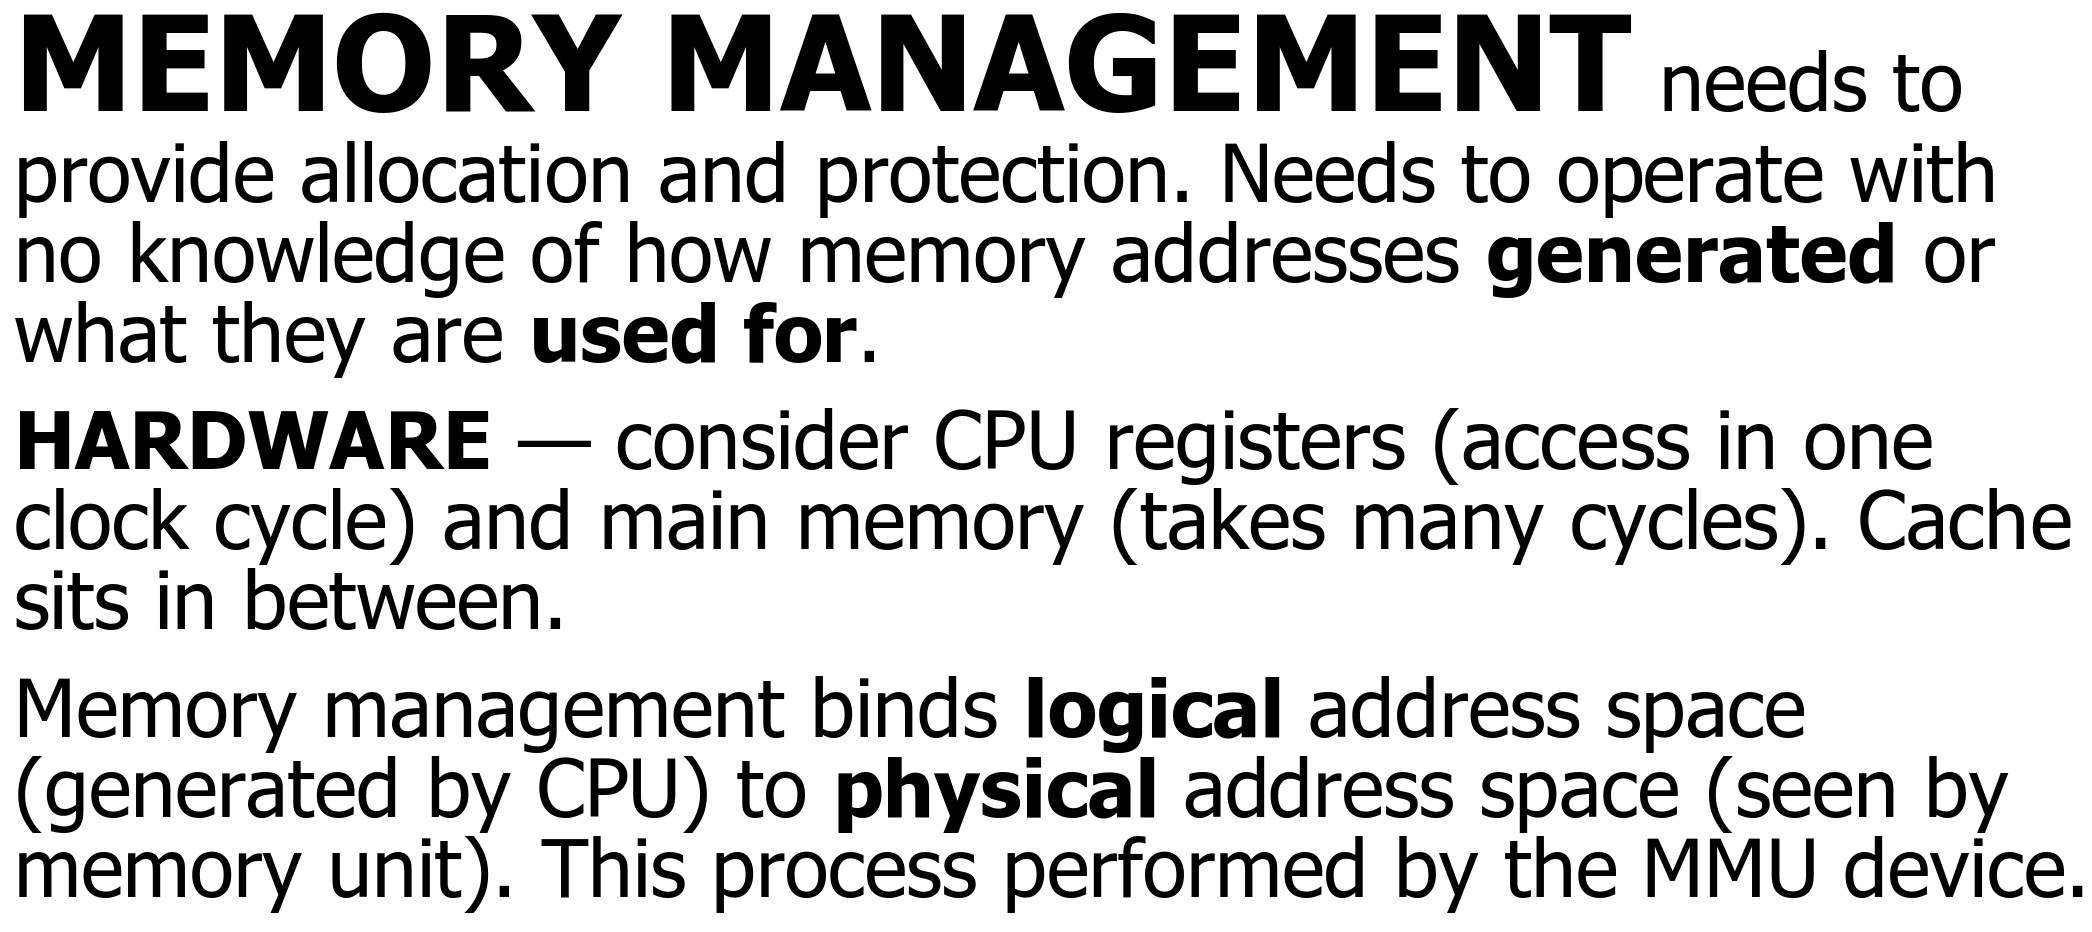 MEMORY MANAGEMENT needs to
provide allocation and protection. Needs to operate with
no knowledge of how memory addresses generated or
what they are used for.
HARDWARE — consider CPU registers (access in one
clock cycle) and main memory (takes many cycles). Cache
sits in between.
Memory management binds logical address space
(generated by CPU) to physical address space (seen by
memory unit). This process performed by the MMU device.